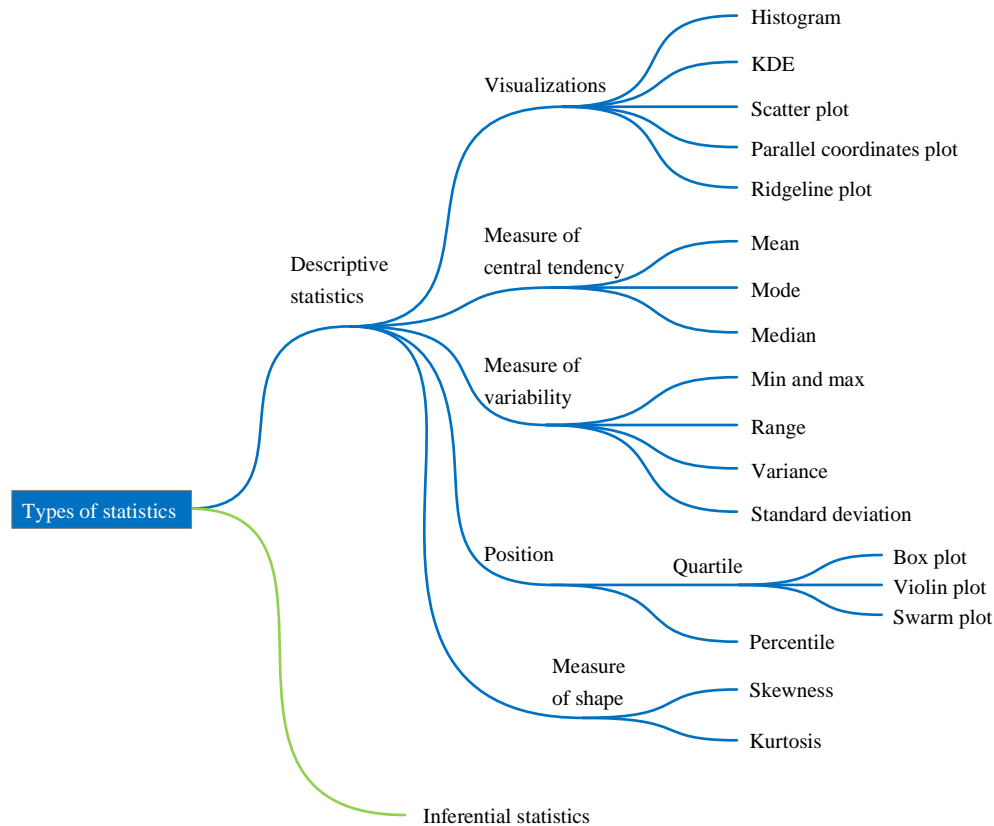 Histogram
KDE
Visualizations
Scatter plot
Parallel coordinates plot
Ridgeline plot
Measure of
central tendency
Mean
Mode
Median
Descriptive
statistics
Measure of
variability
Min and max
Range
Variance
Standard deviation
Types of statistics
Position
Quartile
Box plot
Violin plot
Swarm plot
Percentile
Measure
of shape
Skewness
Kurtosis
Inferential statistics